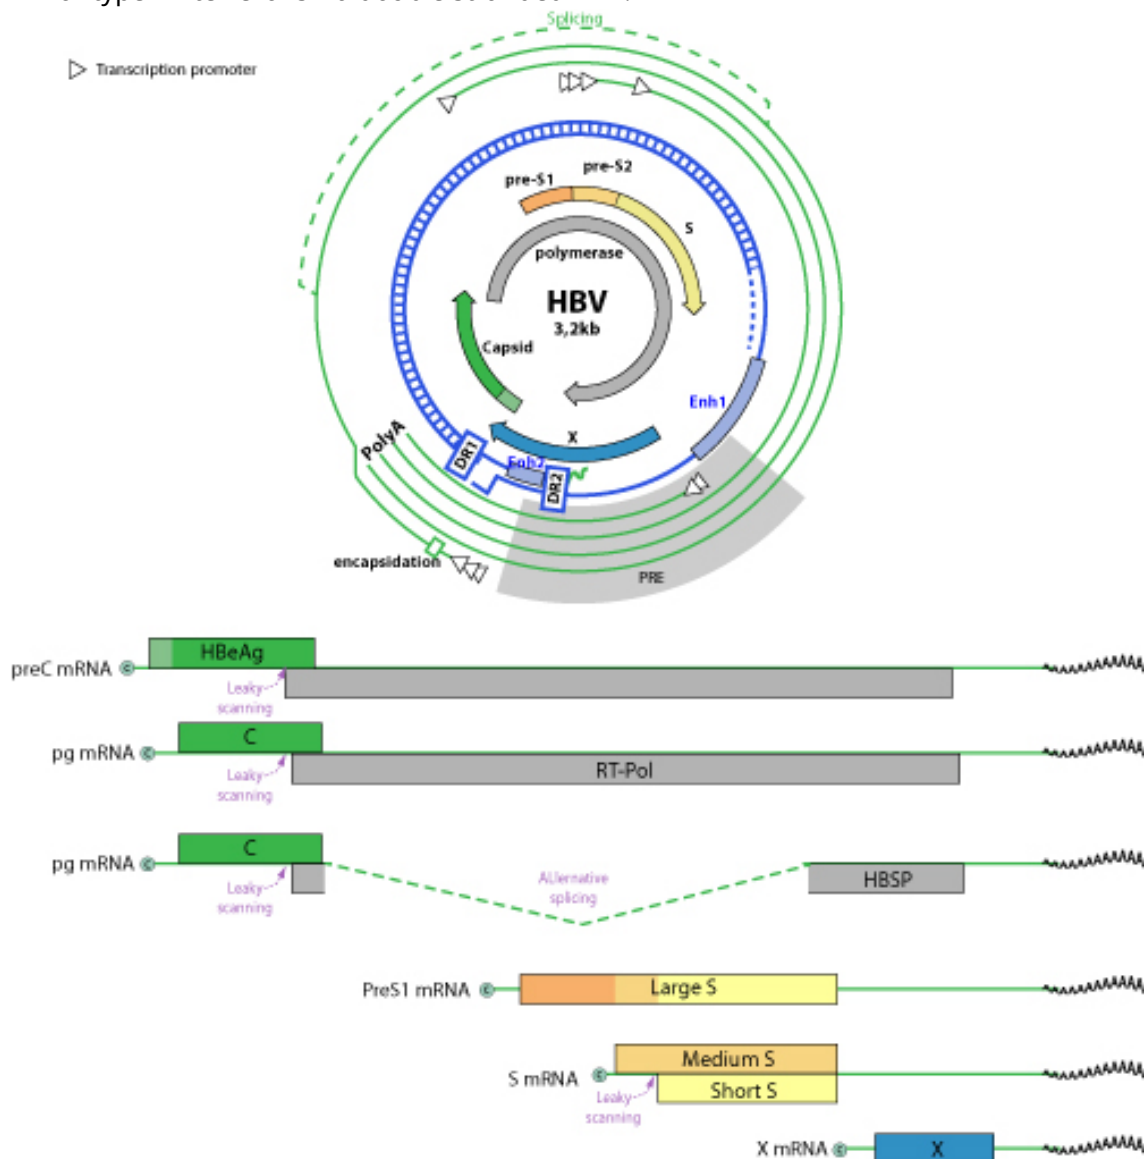 Splicing
Transcription promoter
pre-S1
pre-S2
S
polymerase
HBV
3,2kb
Capsid
Enh1
X
PolyA
DR1
Enh2
DR2
encapsidation
PRE
preC mRNA C
HBeAg
Leaky
scanning
pg mRNA C
C
Leaky
scanning
RT-Pol
pg mRNA C
C
Leaky
scanning
ALlernative
splicing
HBSP
PreS1 mRNA C
Large S
S mRNA C
Medium S
Short S
Leaky
scanning
X mRNA C
X